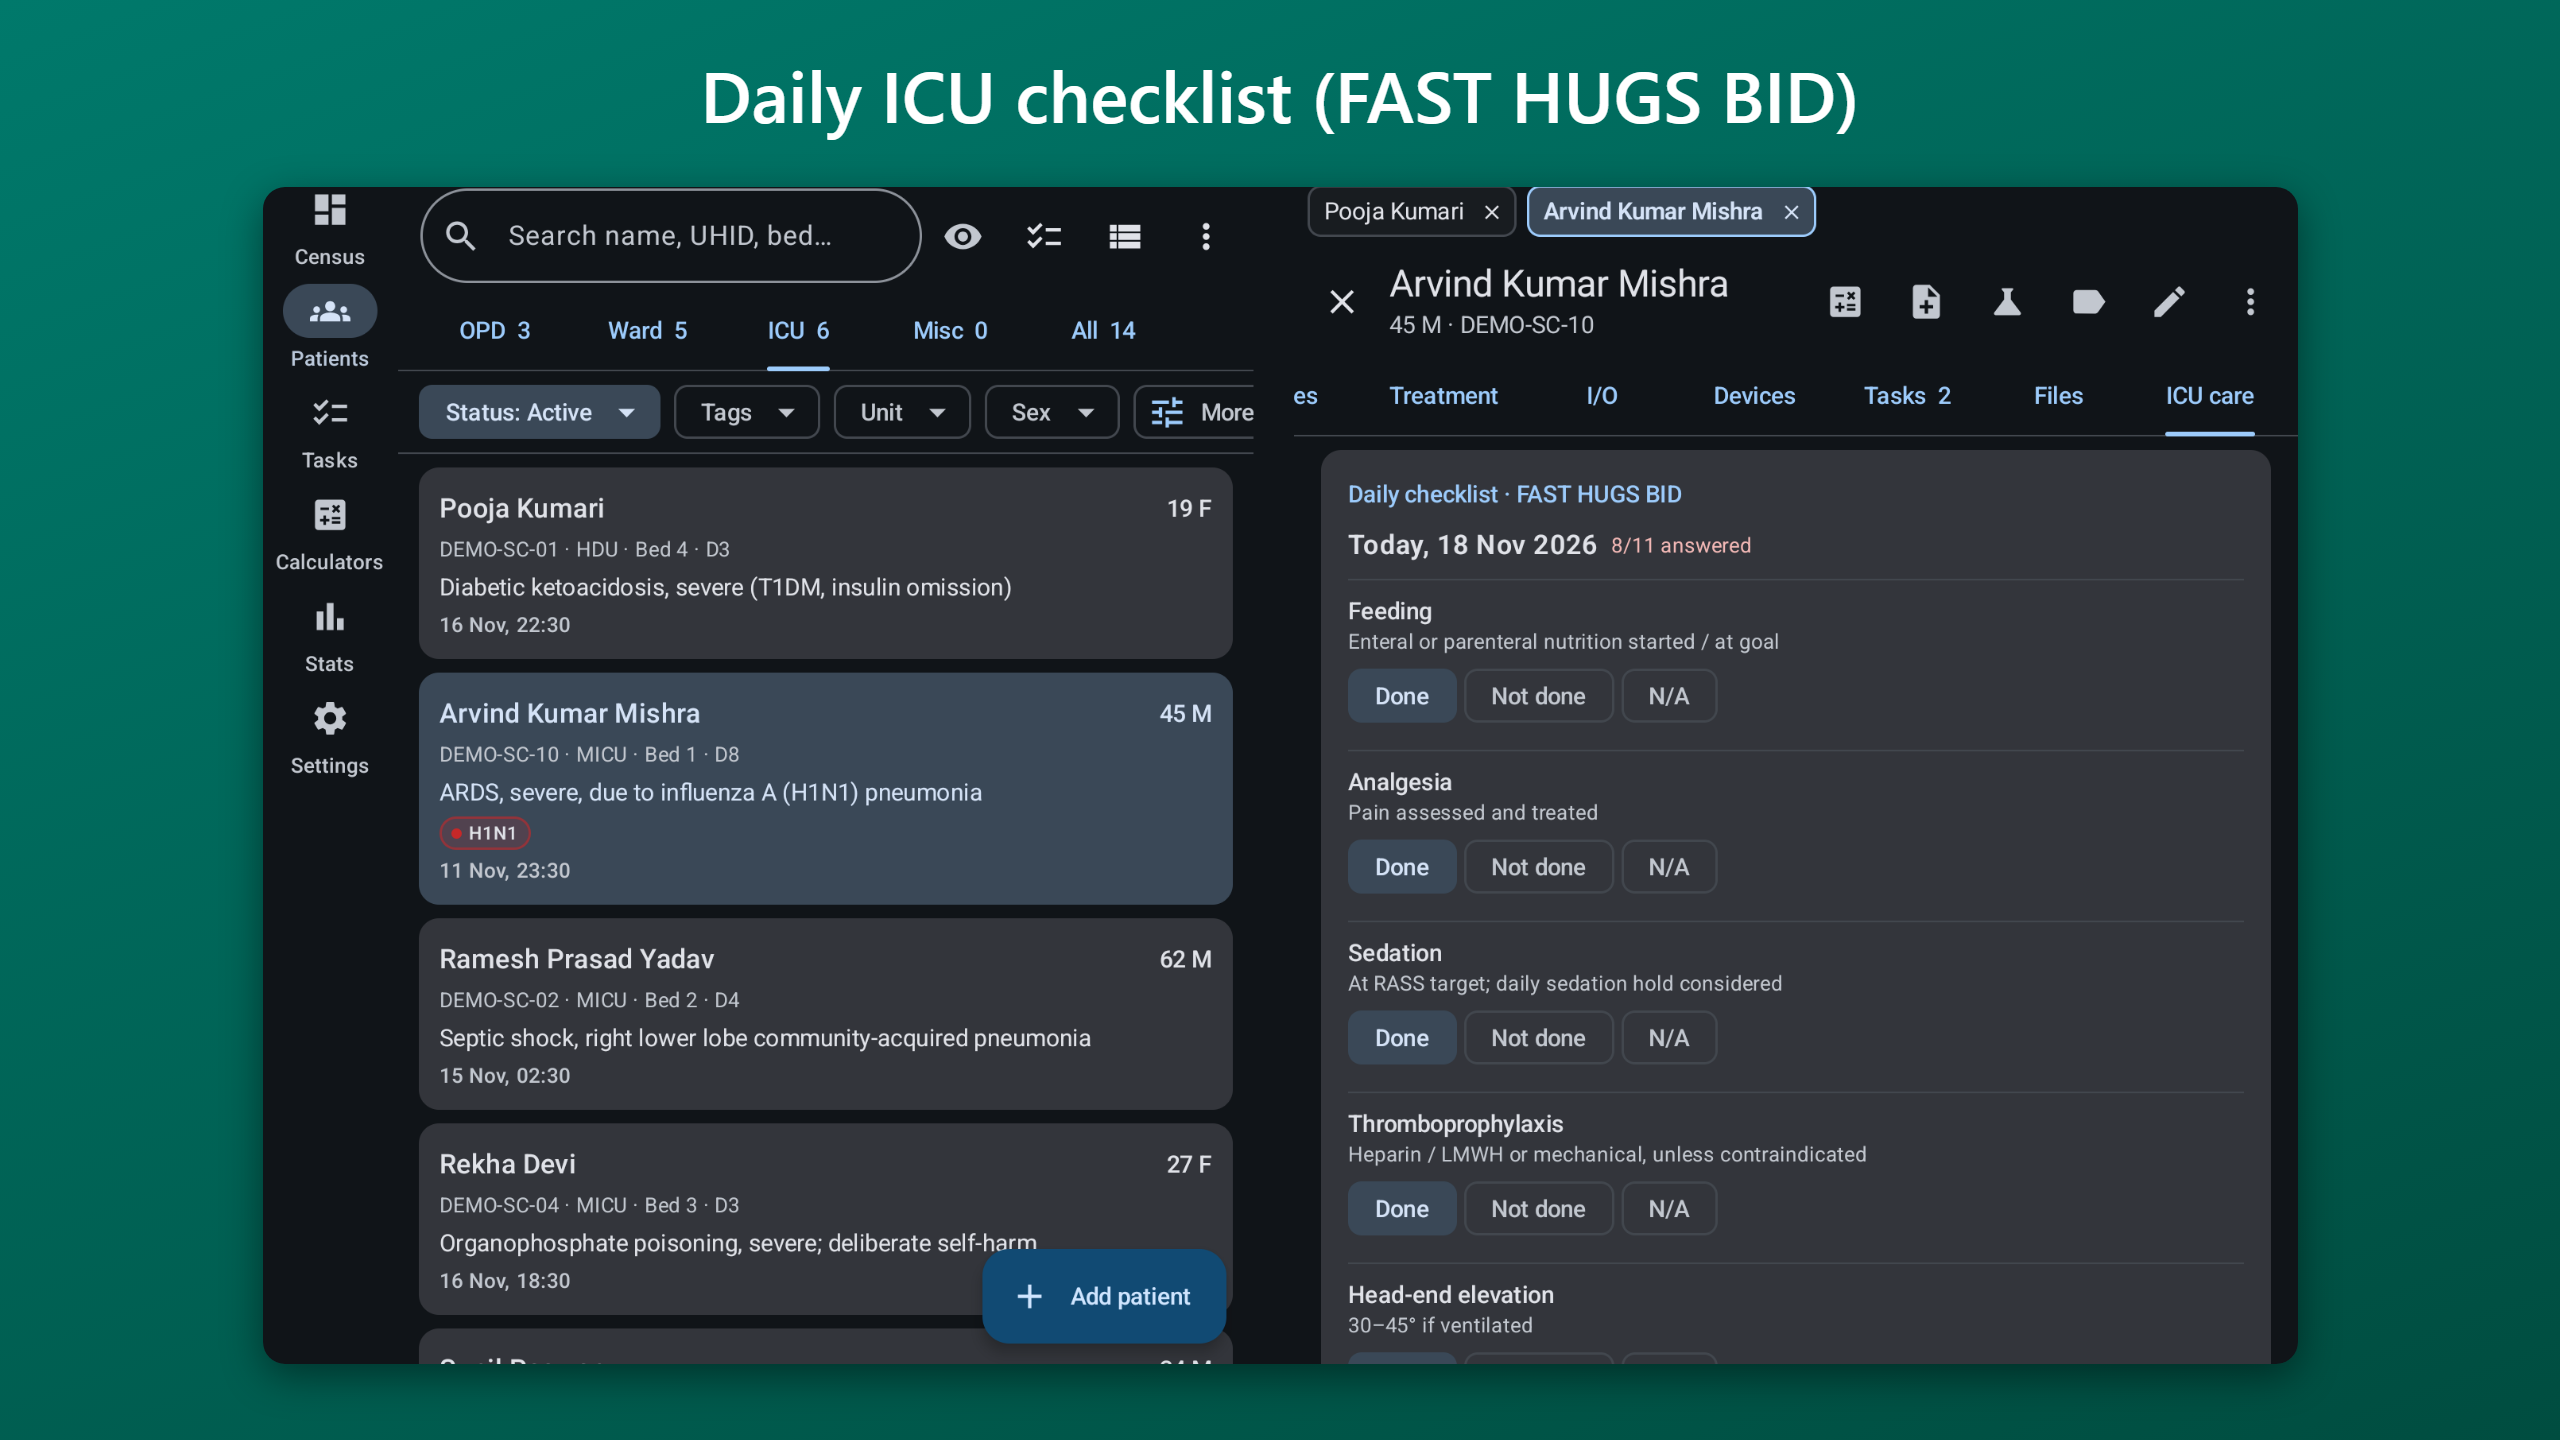 Daily ICU checklist (FAST HUGS BID)
Census
Patients
Tasks
Calculators
Stats
Settings
Search name, UHID, bed...
OPD 3
Ward 5
ICU 6
Misc 0
All 14
Status: Active
Tags
Unit
Sex
More
Pooja Kumari 19 F
DEMO-SC-01 · HDU · Bed 4 · D3
Diabetic ketoacidosis, severe (T1DM, insulin omission)
16 Nov, 22:30
Arvind Kumar Mishra 45 M
DEMO-SC-10 · MICU · Bed 1 · D8
ARDS, severe, due to influenza A (H1N1) pneumonia
H1N1
11 Nov, 23:30
Ramesh Prasad Yadav 62 M
DEMO-SC-02 · MICU · Bed 2 · D4
Septic shock, right lower lobe community-acquired pneumonia
15 Nov, 02:30
Rekha Devi 27 F
DEMO-SC-04 · MICU · Bed 3 · D3
Organophosphate poisoning, severe; deliberate self-harm
16 Nov, 18:30
Add patient
Pooja Kumari
Arvind Kumar Mishra
Arvind Kumar Mishra
45 M · DEMO-SC-10
es
Treatment
I/O
Devices
Tasks 2
Files
ICU care
Daily checklist · FAST HUGS BID
Today, 18 Nov 2026 8/11 answered
Feeding
Enteral or parenteral nutrition started / at goal
Done Not done N/A
Analgesia
Pain assessed and treated
Done Not done N/A
Sedation
At RASS target; daily sedation hold considered
Done Not done N/A
Thromboprophylaxis
Heparin / LMWH or mechanical, unless contraindicated
Done Not done N/A
Head-end elevation
30–45° if ventilated